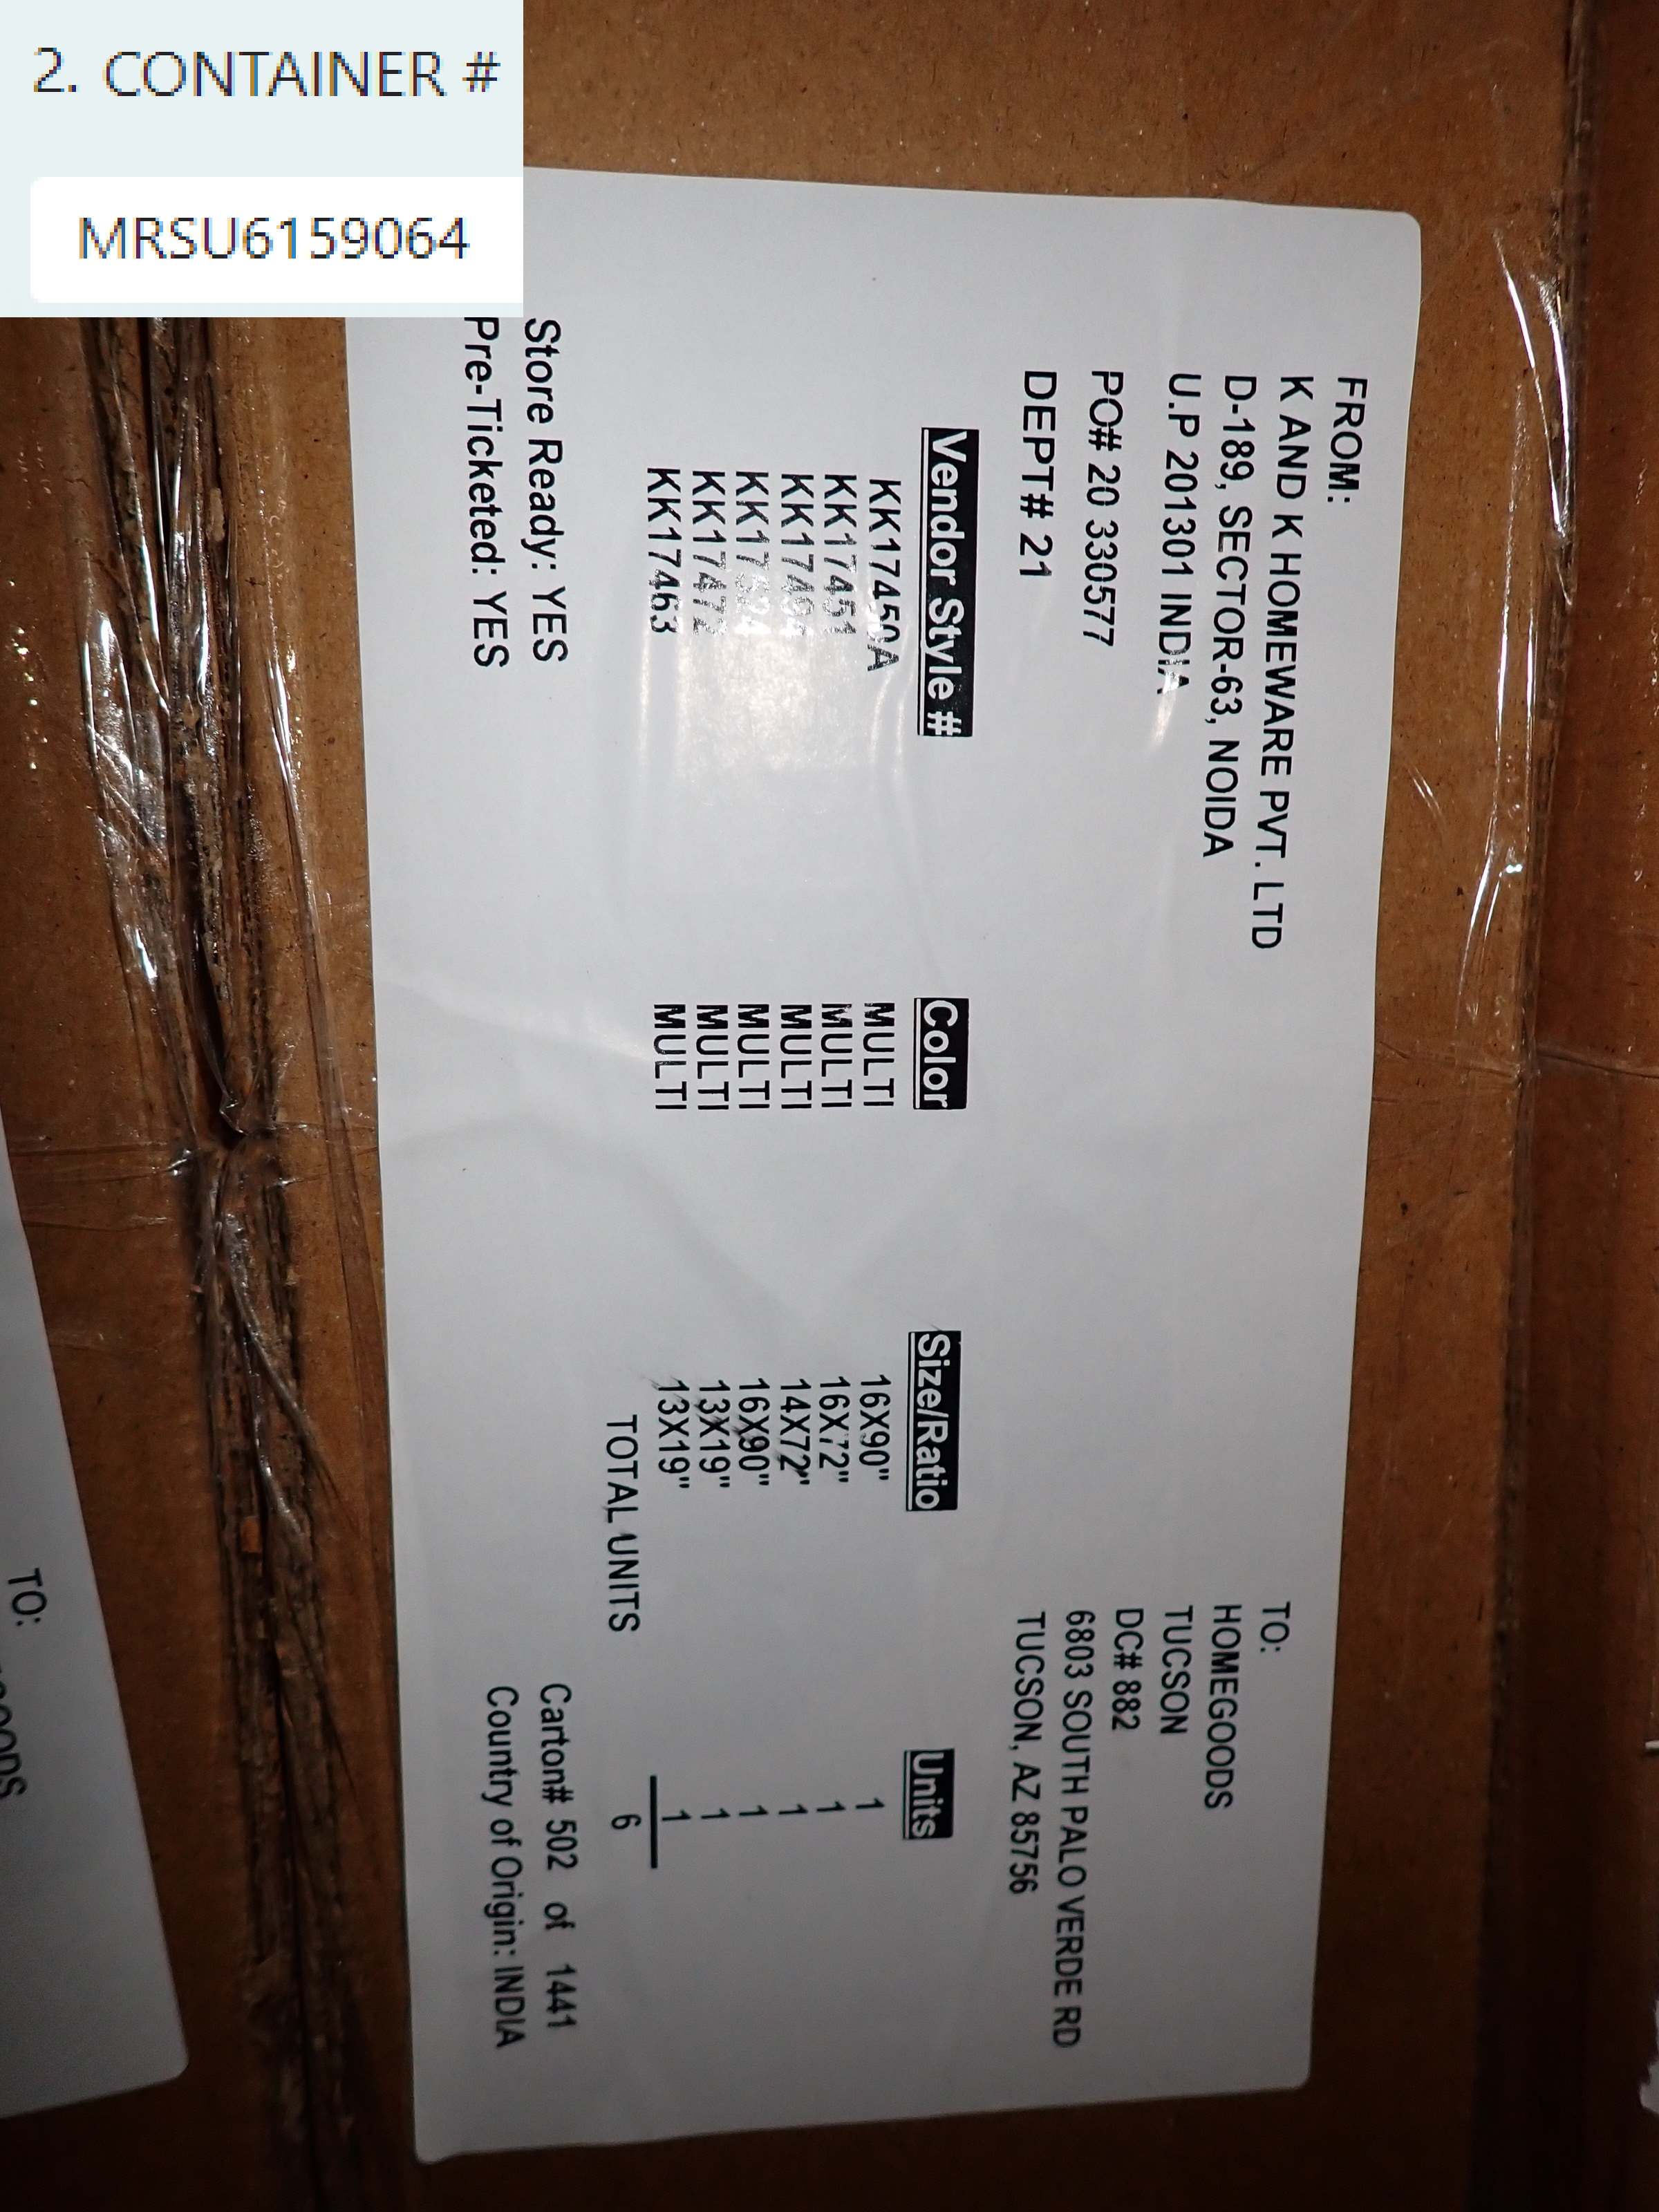 2. CONTAINER #
MRSU6159064
FROM:
K AND K HOMEWARE PVT. LTD
D-189, SECTOR-63, NOIDA
U.P 201301 INDIA
PO# 20 330577
DEPT# 21
TO:
HOMEGOODS
TUCSON
DC# 882
6803 SOUTH PALO VERDE RD
TUCSON, AZ 85756
Vendor Style # Color Size/Ratio Units
KK17450A MULTI 16X90" 1
KK17451 MULTI 16X72" 1
MULTI 14X72" 1
MULTI 16X90" 1
KK17472 MULTI 13X19" 1
KK17463 MULTI 13X19" 1
TOTAL UNITS 6
Store Ready: YES Carton# 502 of 1441
Pre-Ticketed: YES Country of Origin: INDIA
TO: